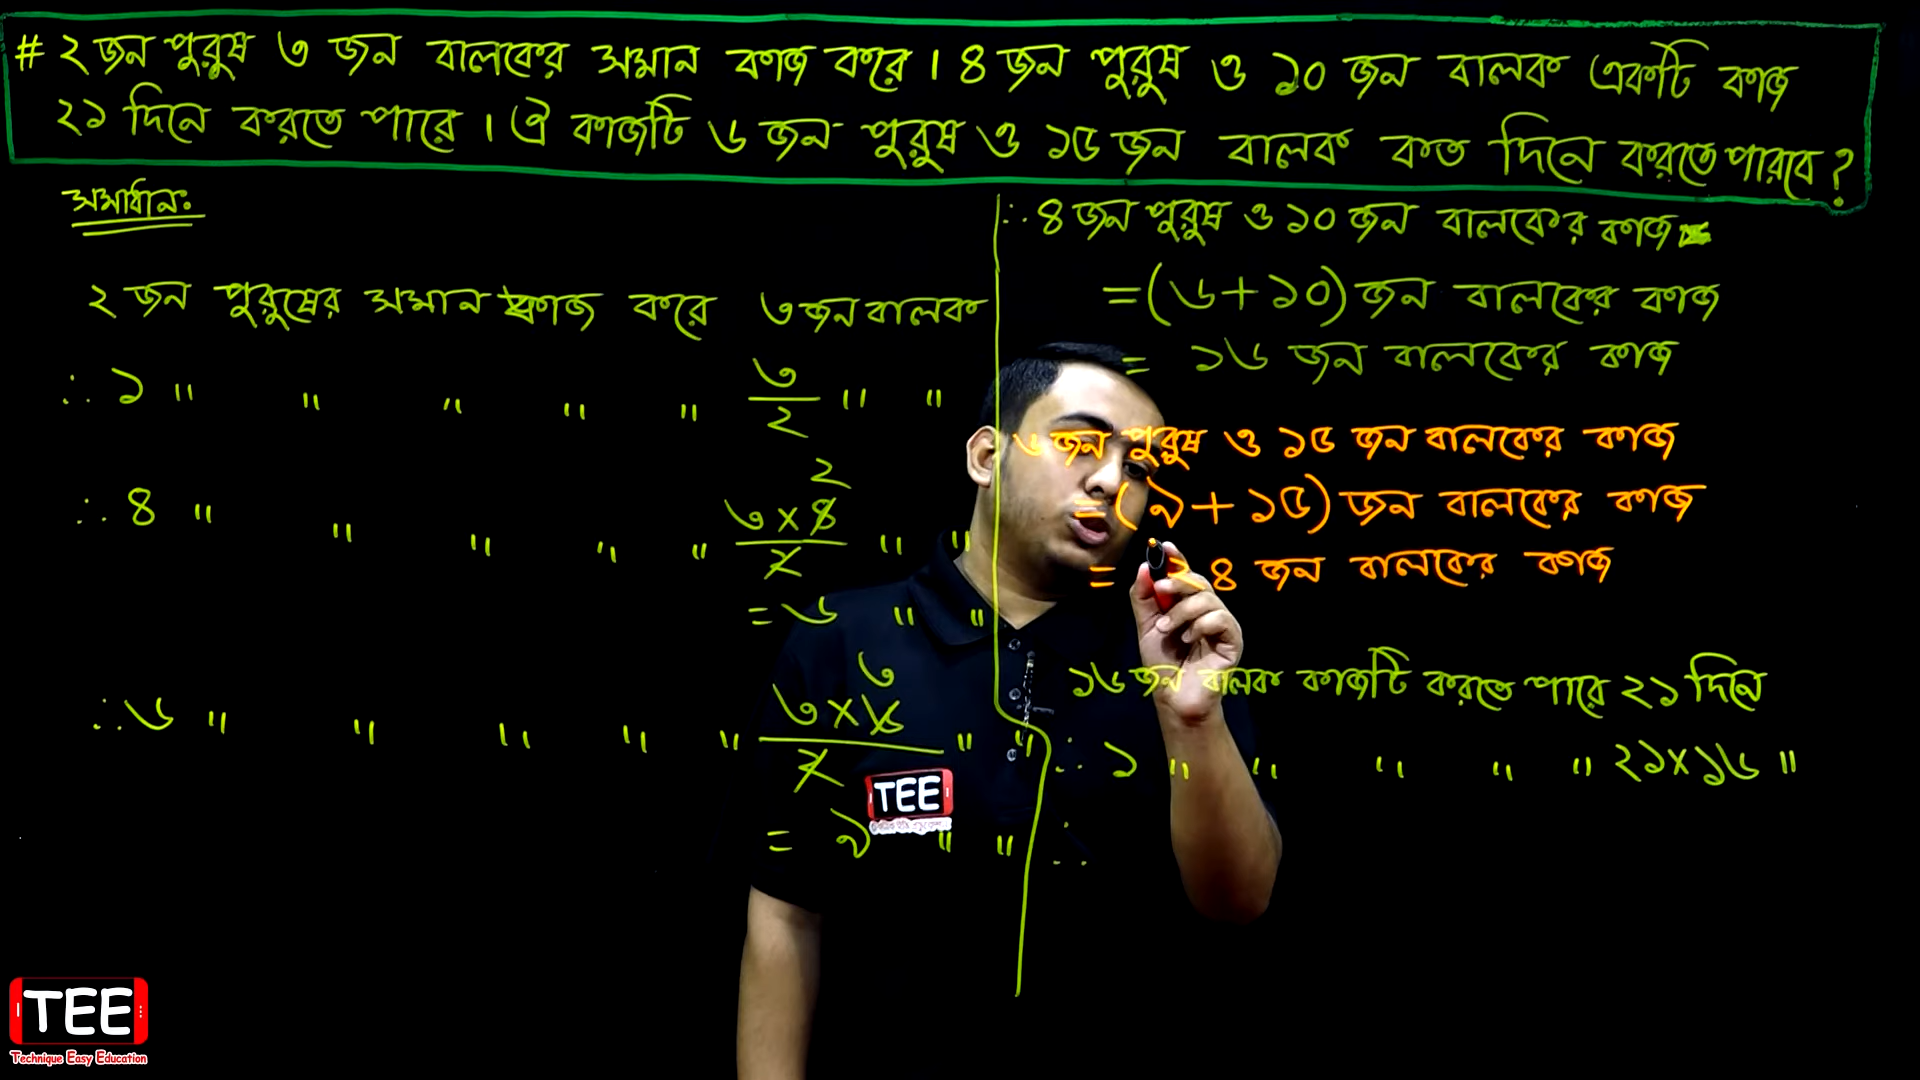 # ২ জন পুরুষ ৩ জন বালকের সমান কাজ করে। ৪ জন পুরুষ ও ১০ জন বালক একটি কাজ
২১ দিনে করতে পারে। ঐ কাজটি ৬ জন পুরুষ ও ১৫ জন বালক কত দিনে করতে পারবে?
সমাধান:
২ জন পুরুষের সমান কাজ করে ৩ জন বালক
∴ ১ " " " " " ৩/২ " "
২
∴ ৪ " " " " " ৩×৪/২ " "
= ৬ " "
৩
∴ ৬ " " " " " ৩×৬/২ " "
= ৯ " "
∴ ৪ জন পুরুষ ও ১০ জন বালকের কাজ
=(৬+১০) জন বালকের কাজ
= ১৬ জন বালকের কাজ
৬ জন পুরুষ ও ১৫ জন বালকের কাজ
=(৯+১৫) জন বালকের কাজ
= ২৪ জন বালকের কাজ
১৬ জন বালক কাজটি করতে পারে ২১ দিনে
∴ ১ " " " " " ২১×১৬ "
∴
TEE
TEE
Technique Easy Education